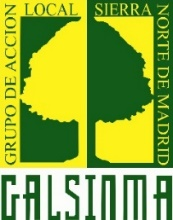 GRUPO DE ACCION
LOCAL SIERRA
NORTE DE MADRID
GALSINMA